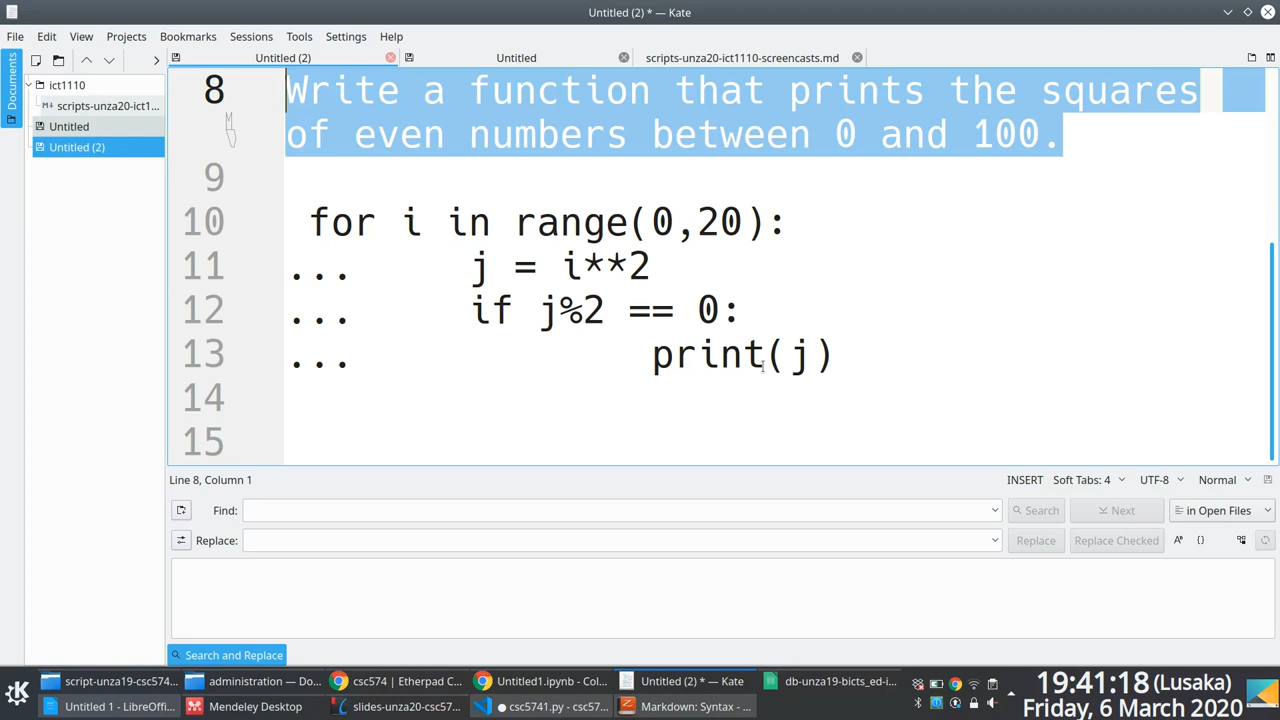 Untitled (2) * — Kate
File Edit View Projects Bookmarks Sessions Tools Settings Help
Documents
Untitled (2) Untitled scripts-unza20-ict1110-screencasts.md
ict1110
scripts-unza20-ict1...
Untitled
Untitled (2)
8 Write a function that prints the squares
of even numbers between 0 and 100.
9
10 for i in range(0,20):
11 ... j = i**2
12 ... if j%2 == 0:
13 ... print(j)
14
15
Line 8, Column 1 INSERT Soft Tabs: 4 UTF-8 Normal
Find: Search Next in Open Files
Replace: Replace Replace Checked
Search and Replace
script-unza19-csc574... administration — Do... csc574 | Etherpad C... Untitled1.ipynb - Col... Untitled (2) * — Kate db-unza19-bicts_ed-i... 19:41:18 (Lusaka)
Untitled 1 - LibreOffi... Mendeley Desktop slides-unza20-csc57... ● csc5741.py - csc57... Markdown: Syntax - ... Friday, 6 March 2020